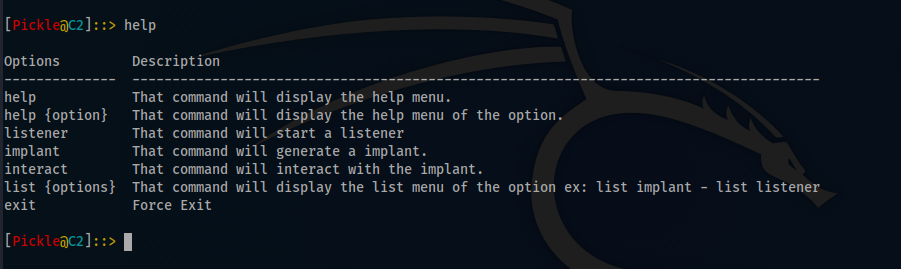 [Pickle@C2]::> help
Options Description
-------------- --------------------------------------------------------------------------------------
help That command will display the help menu.
help {option} That command will display the help menu of the option.
listener That command will start a listener
implant That command will generate a implant.
interact That command will interact with the implant.
list {options} That command will display the list menu of the option ex: list implant - list listener
exit Force Exit
[Pickle@C2]::>